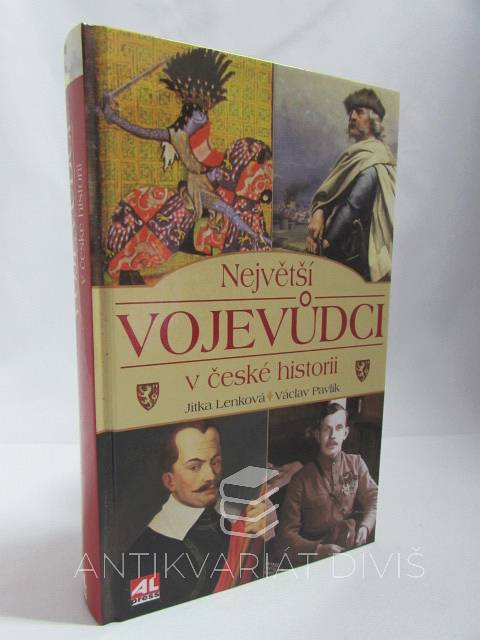 Největší
VOJEVŮDCI
v české historii
Jitka Lenková Václav Pavlík
v české historii
ANTIKVARIÁT DIVIŠ
AL
press